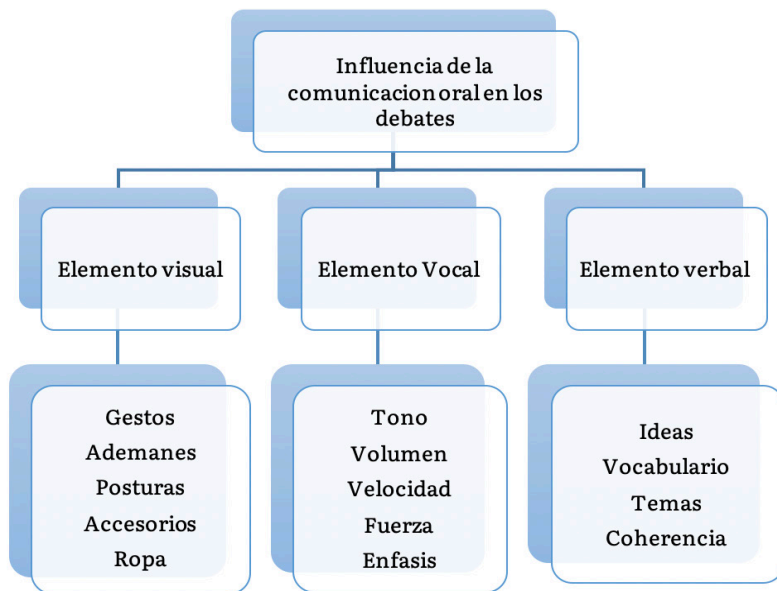 Influencia de la
comunicacion oral en los
debates
Elemento visual
Elemento Vocal
Elemento verbal
Gestos
Ademanes
Posturas
Accesorios
Ropa
Tono
Volumen
Velocidad
Fuerza
Enfasis
Ideas
Vocabulario
Temas
Coherencia